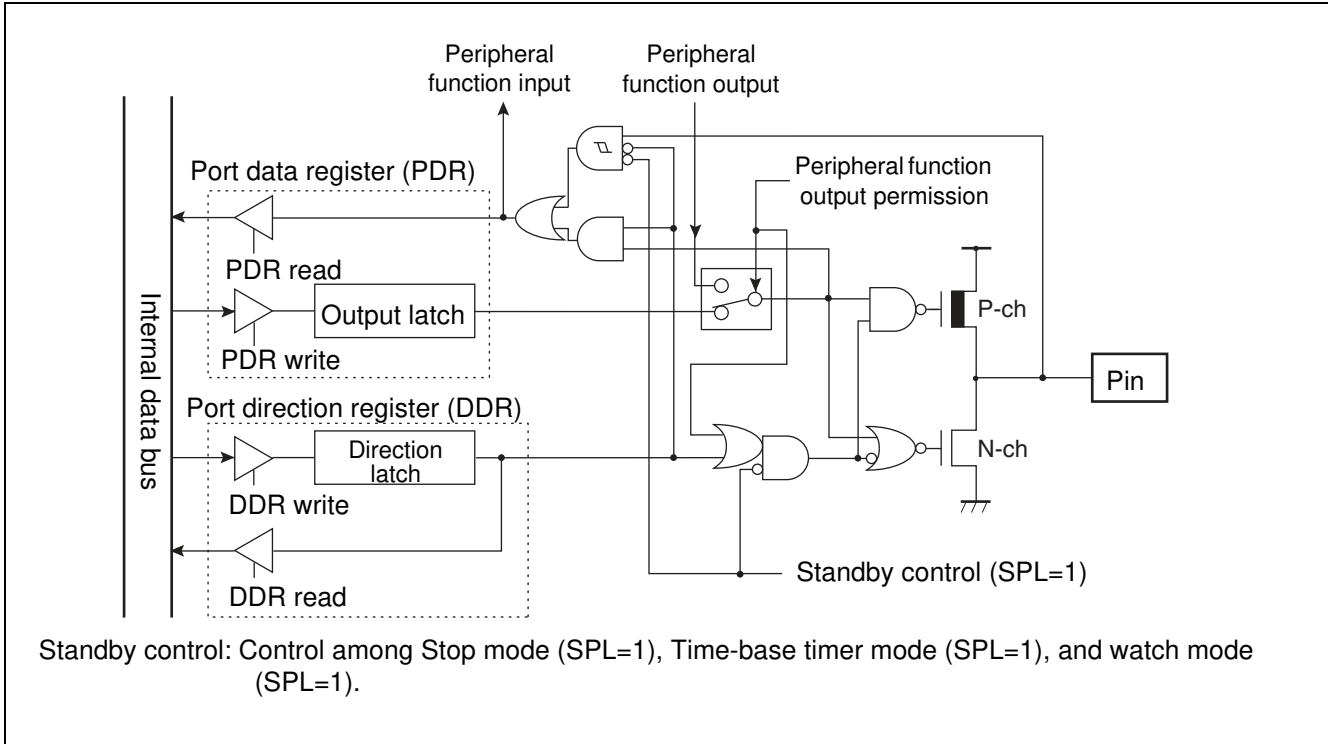 Peripheral
function input
Peripheral
function output
Port data register (PDR)
Peripheral function
output permission
PDR read
Output latch
PDR write
P-ch
Pin
Internal data bus
Port direction register (DDR)
Direction
latch
N-ch
DDR write
DDR read
Standby control (SPL=1)
Standby control: Control among Stop mode (SPL=1), Time-base timer mode (SPL=1), and watch mode
(SPL=1).